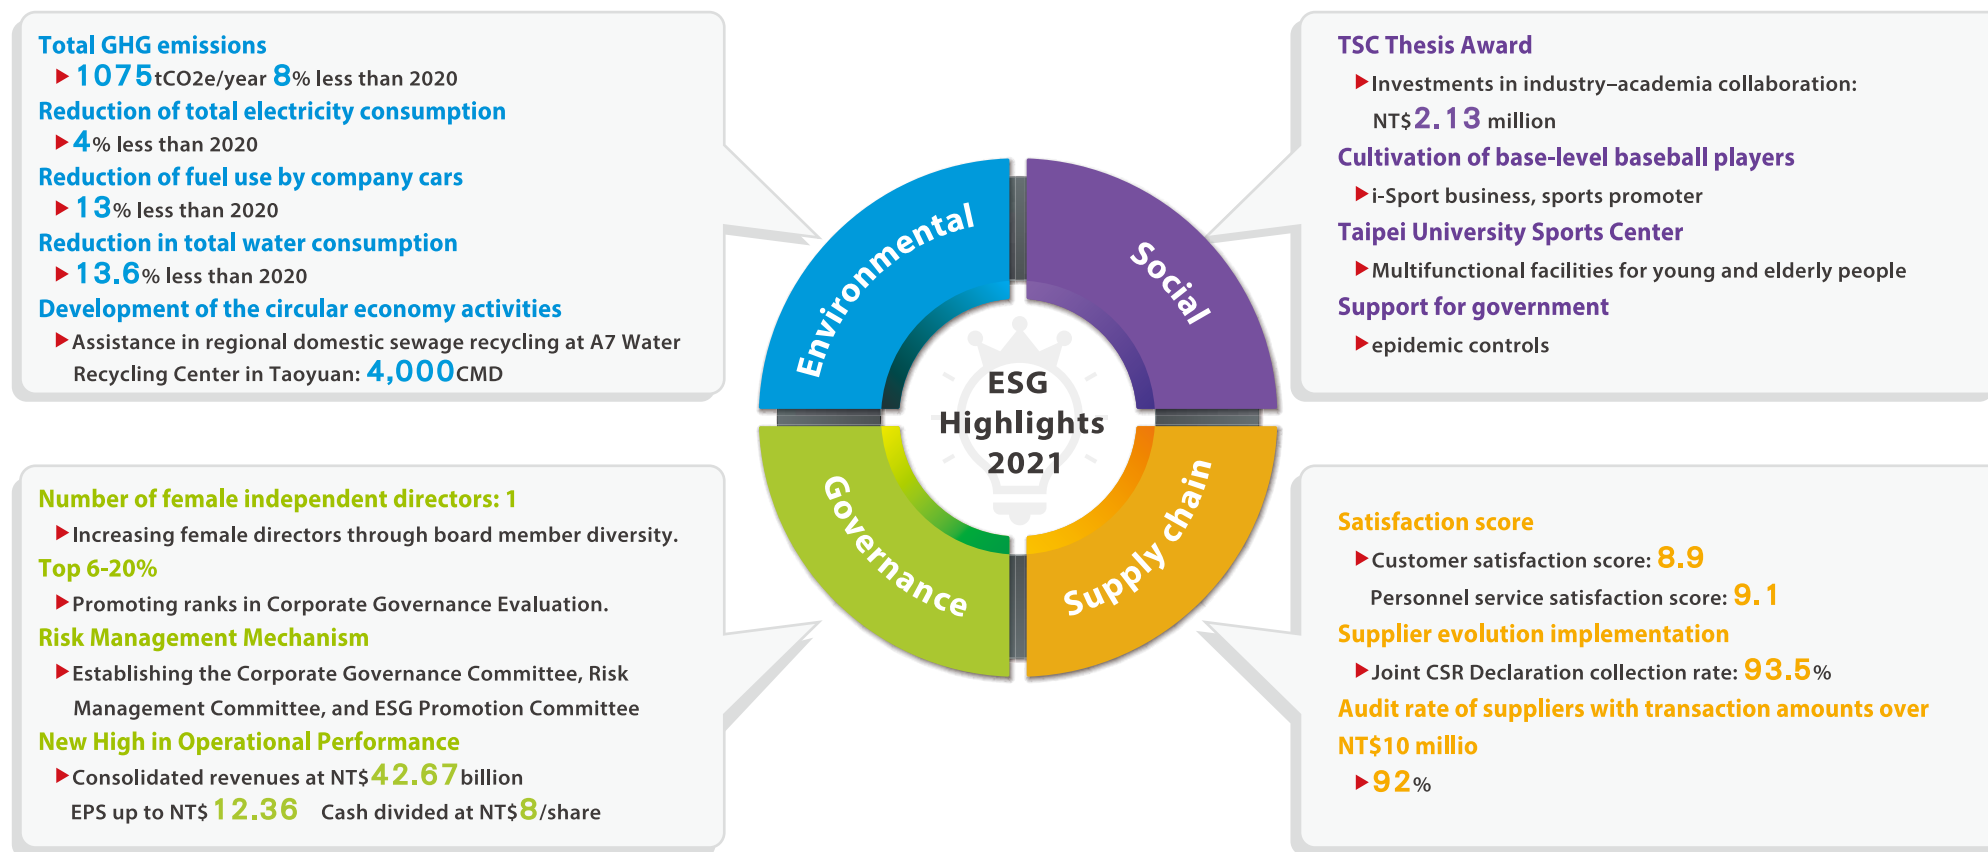 Total GHG emissions
▶1075tCO2e/year 8% less than 2020
Reduction of total electricity consumption
▶4% less than 2020
Reduction of fuel use by company cars
▶13% less than 2020
Reduction in total water consumption
▶13.6% less than 2020
Development of the circular economy activities
▶Assistance in regional domestic sewage recycling at A7 Water
Recycling Center in Taoyuan: 4,000CMD
TSC Thesis Award
▶Investments in industry–academia collaboration:
NT$2.13 million
Cultivation of base-level baseball players
▶i-Sport business, sports promoter
Taipei University Sports Center
▶Multifunctional facilities for young and elderly people
Support for government
▶epidemic controls
Environmental
Social
ESG
Highlights
2021
Governance
Supply chain
Number of female independent directors: 1
▶Increasing female directors through board member diversity.
Top 6-20%
▶Promoting ranks in Corporate Governance Evaluation.
Risk Management Mechanism
▶Establishing the Corporate Governance Committee, Risk
Management Committee, and ESG Promotion Committee
New High in Operational Performance
▶Consolidated revenues at NT$42.67billion
EPS up to NT$ 12.36 Cash divided at NT$8/share
Satisfaction score
▶Customer satisfaction score: 8.9
Personnel service satisfaction score: 9.1
Supplier evolution implementation
▶Joint CSR Declaration collection rate: 93.5%
Audit rate of suppliers with transaction amounts over
NT$10 millio
▶92%